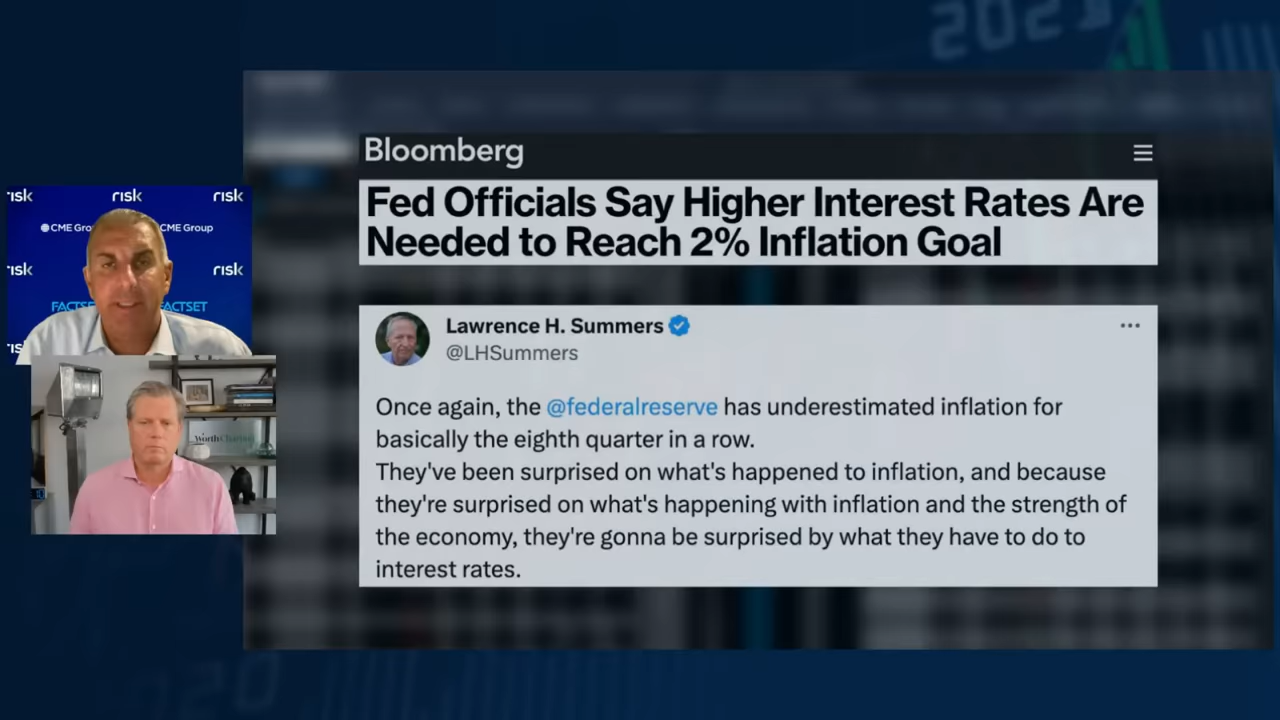 risk risk risk
CME Group CME Group
risk risk
FACTSET FACTSET
Worth Charting
Bloomberg
Fed Officials Say Higher Interest Rates Are
Needed to Reach 2% Inflation Goal
Lawrence H. Summers
@LHSummers
Once again, the @federalreserve has underestimated inflation for
basically the eighth quarter in a row.
They've been surprised on what's happened to inflation, and because
they're surprised on what's happening with inflation and the strength of
the economy, they're gonna be surprised by what they have to do to
interest rates.